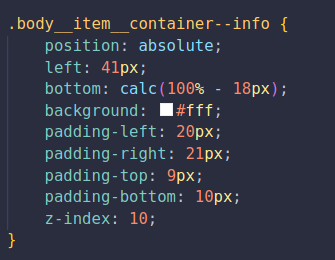 .body__item__container--info {
position: absolute;
left: 41px;
bottom: calc(100% - 18px);
background: #fff;
padding-left: 20px;
padding-right: 21px;
padding-top: 9px;
padding-bottom: 10px;
z-index: 10;
}